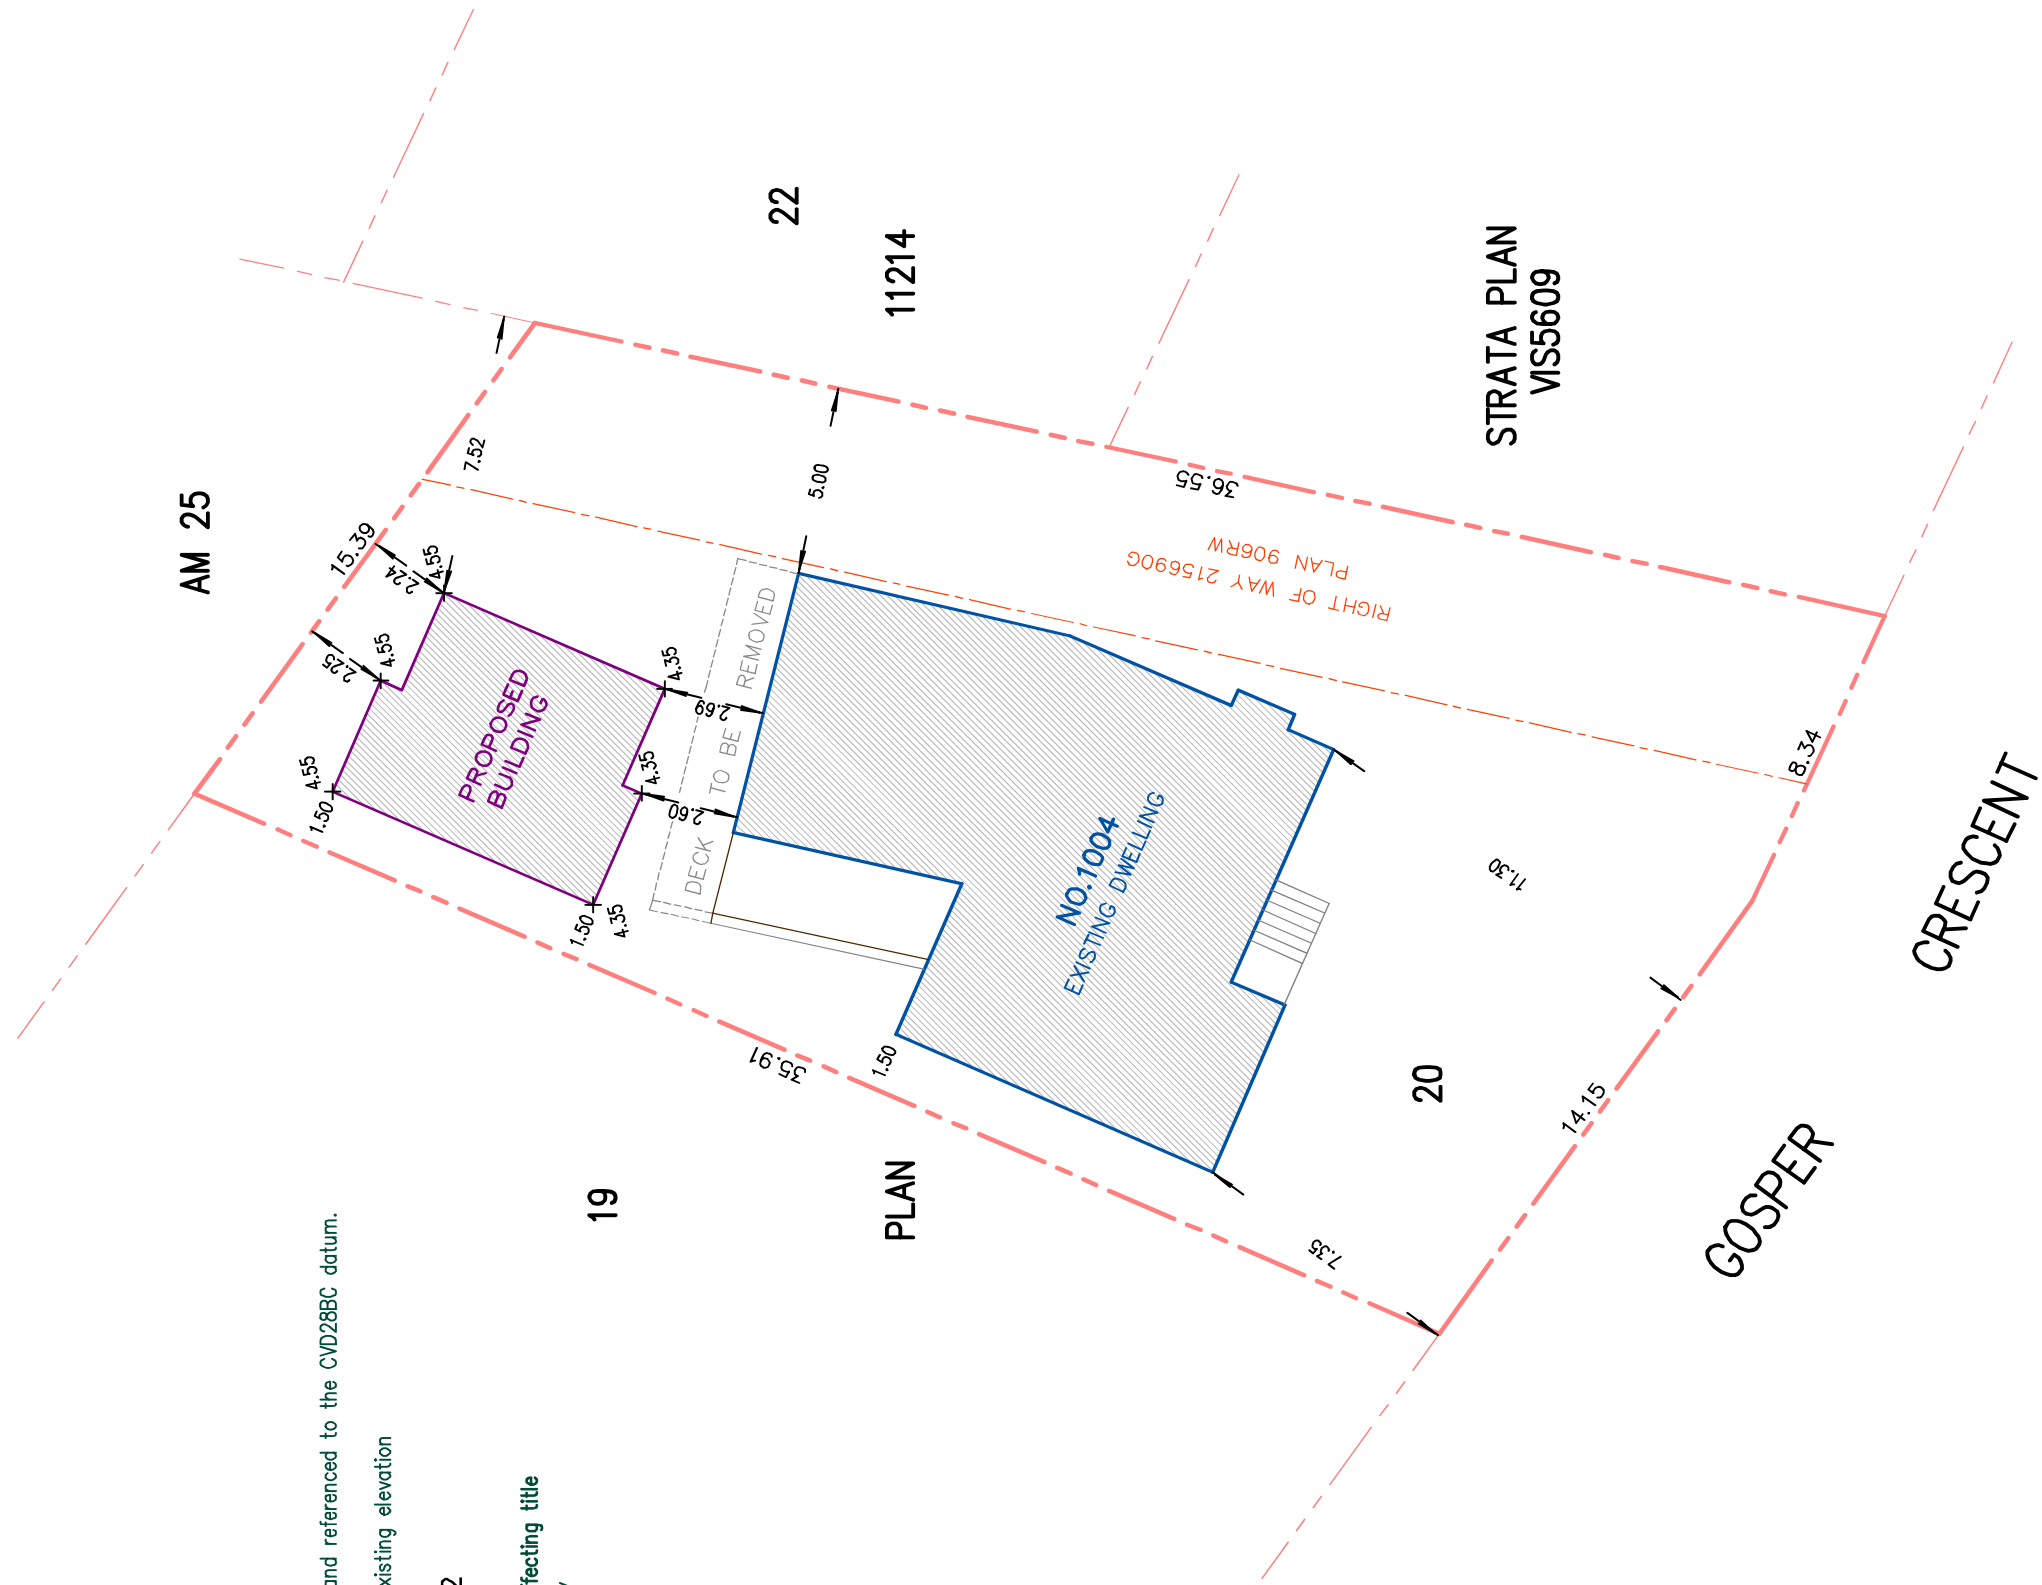 AM 25
22
11214
STRATA PLAN
VIS5609
15.39
7.52
2.24
4.55
2.25
4.55
4.55
1.50
PROPOSED
BUILDING
4.35
2.69
4.35
2.60
1.50
4.35
DECK TO BE REMOVED
5.00
36.55
RIGHT OF WAY 215690G
PLAN 906RW
NO.1004
EXISTING DWELLING
35.91
1.50
11.30
8.34
20
14.15
7.35
19
PLAN
GOSPER CRESCENT
and referenced to the CVD28BC datum.
xisting elevation
ffecting title